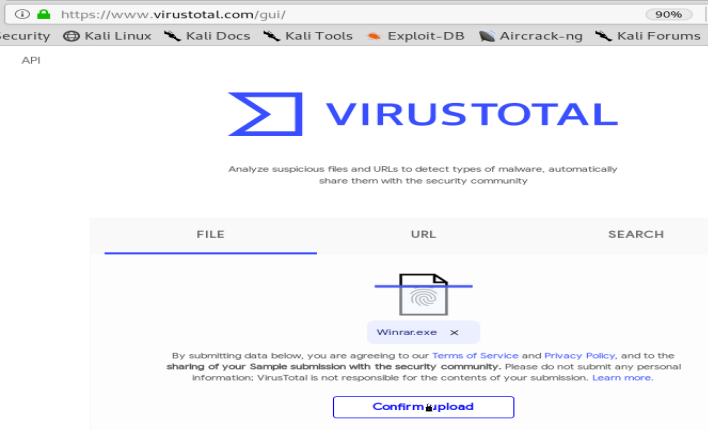 https://www.virustotal.com/gui/ 90%
ecurity Kali Linux Kali Docs Kali Tools Exploit-DB Aircrack-ng Kali Forums
API
VIRUSTOTAL
Analyze suspicious files and URLs to detect types of malware, automatically
share them with the security community
FILE URL SEARCH
Winrar.exe ×
By submitting data below, you are agreeing to our Terms of Service and Privacy Policy, and to the
sharing of your Sample submission with the security community. Please do not submit any personal
information; VirusTotal is not responsible for the contents of your submission. Learn more.
Confirm upload